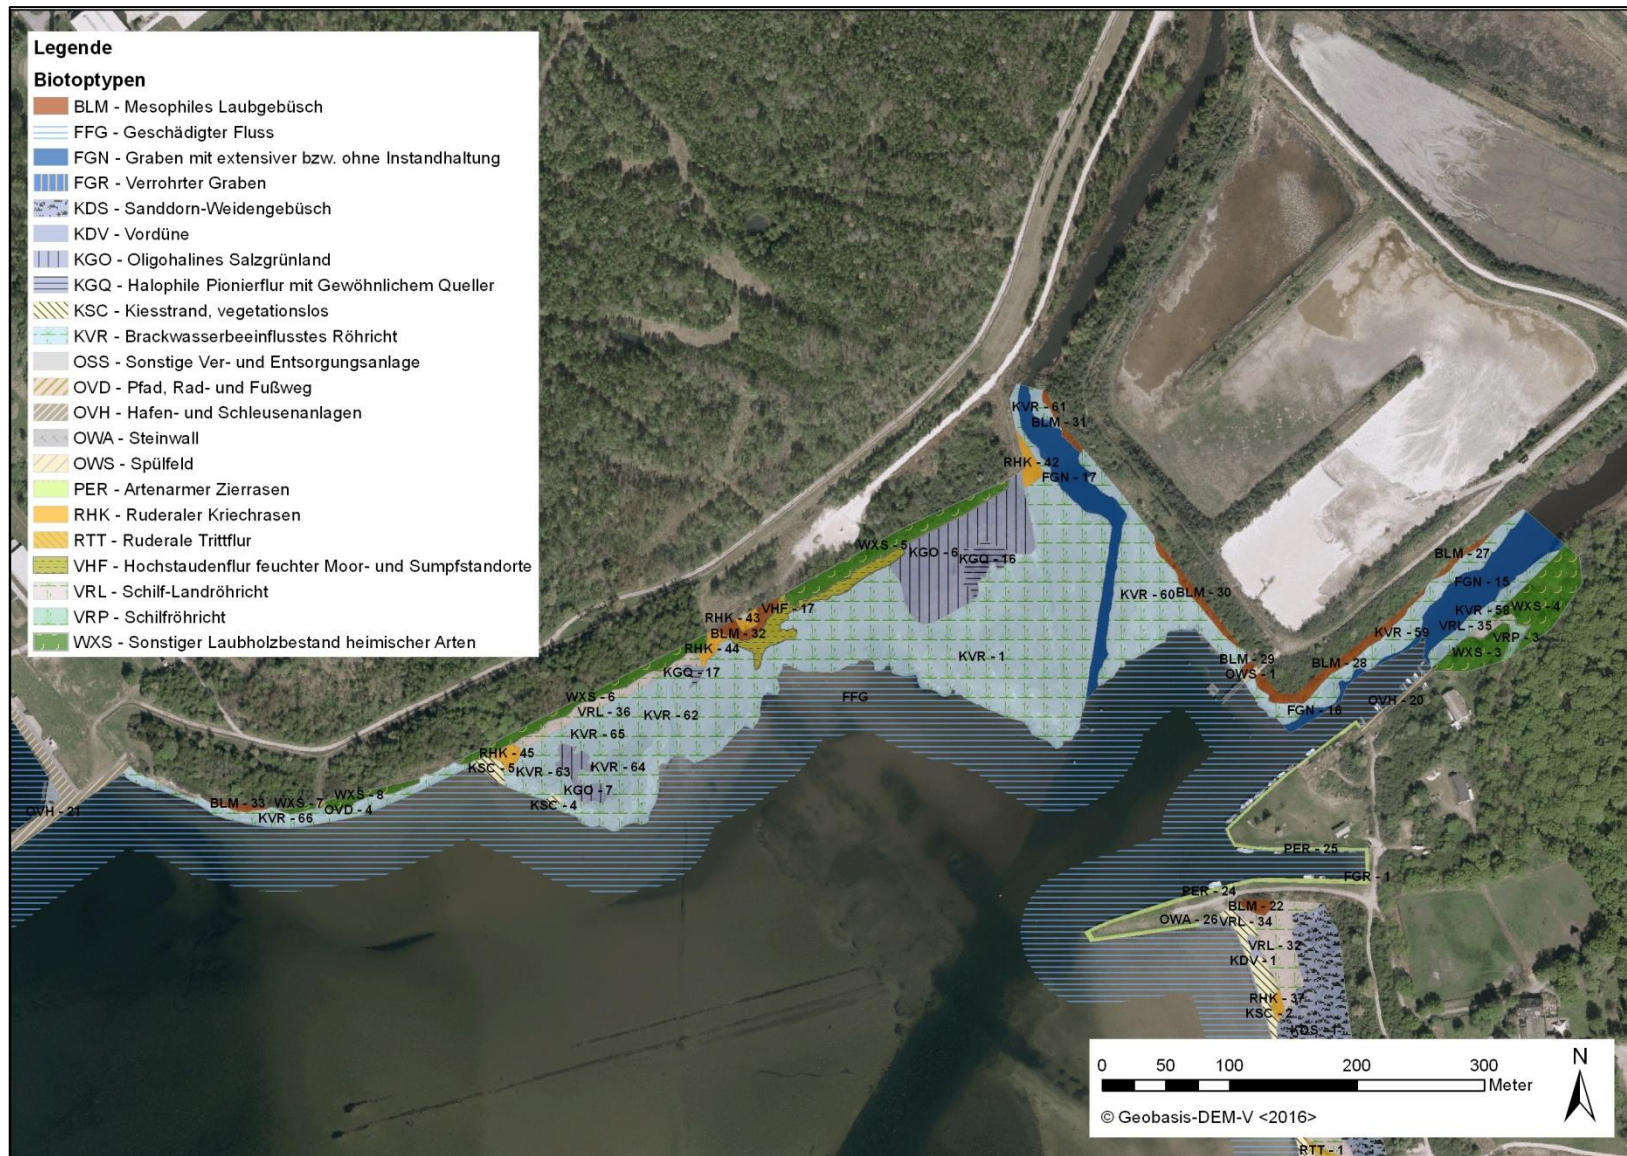 Legende
Biotoptypen
BLM - Mesophiles Laubgebüsch
FFG - Geschädigter Fluss
FGN - Graben mit extensiver bzw. ohne Instandhaltung
FGR - Verrohrter Graben
KDS - Sanddorn-Weidengebüsch
KDV - Vordüne
KGO - Oligohalines Salzgrünland
KGQ - Halophile Pionierflur mit Gewöhnlichem Queller
KSC - Kiesstrand, vegetationslos
KVR - Brackwasserbeeinflusstes Röhricht
OSS - Sonstige Ver- und Entsorgungsanlage
OVD - Pfad, Rad- und Fußweg
OVH - Hafen- und Schleusenanlagen
OWA - Steinwall
OWS - Spülfeld
PER - Artenarmer Zierrasen
RHK - Ruderaler Kriechrasen
RTT - Ruderale Trittflur
VHF - Hochstaudenflur feuchter Moor- und Sumpfstandorte
VRL - Schilf-Landröhricht
VRP - Schilfröhricht
WXS - Sonstiger Laubholzbestand heimischer Arten
KVR - 61
BLM - 31
RHK - 42
FGN - 17
WXS - 5
KGO - 6
KGQ - 16
BLM - 27
FGN - 15
KVR - 60
BLM - 30
KVR - 58
WXS - 4
VHF - 17
RHK - 43
BLM - 32
RHK - 44
VRL - 35
KVR - 59
VRP - 3
WXS - 3
KVR - 1
BLM - 29
BLM - 28
OWS - 1
KGQ - 17
WXS - 6
FFG
OVH - 20
FGN - 16
VRL - 36
KVR - 62
KVR - 65
RHK - 45
KSC - 5
KVR - 63
KVR - 64
KGO - 7
KSC - 4
WXS - 8
BLM - 33
WXS - 7
OVD - 4
OVH - 21
KVR - 66
PER - 25
FGR - 1
PER - 24
BLM - 22
OWA - 26
VRL - 34
VRL - 32
KDV - 1
RHK - 37
KSC - 2
KDS - 1
RTT - 1
0 50 100 200 300
Meter
N
© Geobasis-DEM-V <2016>